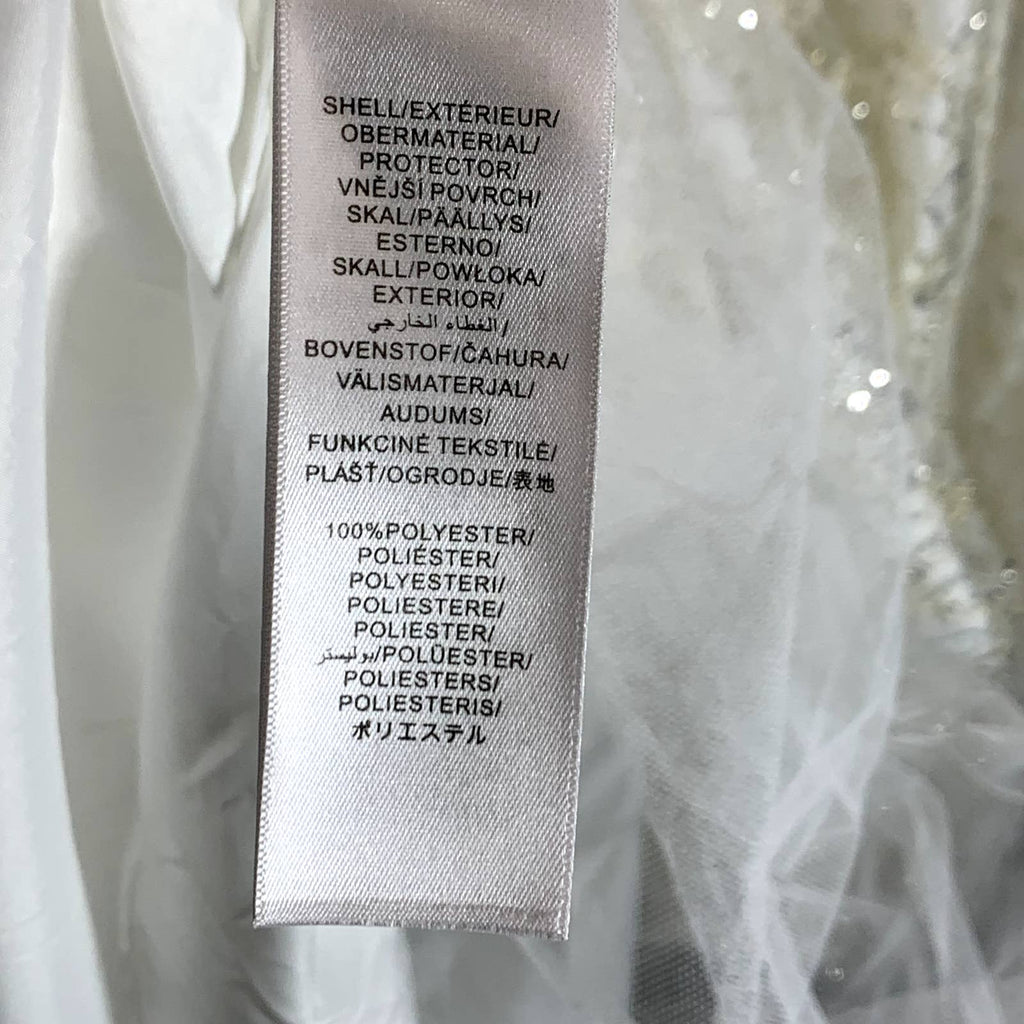 SHELL/EXTÉRIEUR/
OBERMATERIAL/
PROTECTOR/
VNĚJŠÍ POVRCH/
SKAL/PÄÄLLYS/
ESTERNO/
SKALL/POWŁOKA/
EXTERIOR/
الغطاء الخارجي/
BOVENSTOF/ČAHURA/
VÄLISMATERJAL/
AUDUMS/
FUNKCINĖ TEKSTILĖ/
PLÁŠŤ/OGRODJE/表地
100%POLYESTER/
POLIÉSTER/
POLYESTERI/
POLIESTERE/
POLIESTER/
بوليستر/POLÜESTER/
POLIESTERS/
POLIESTERIS/
ポリエステル